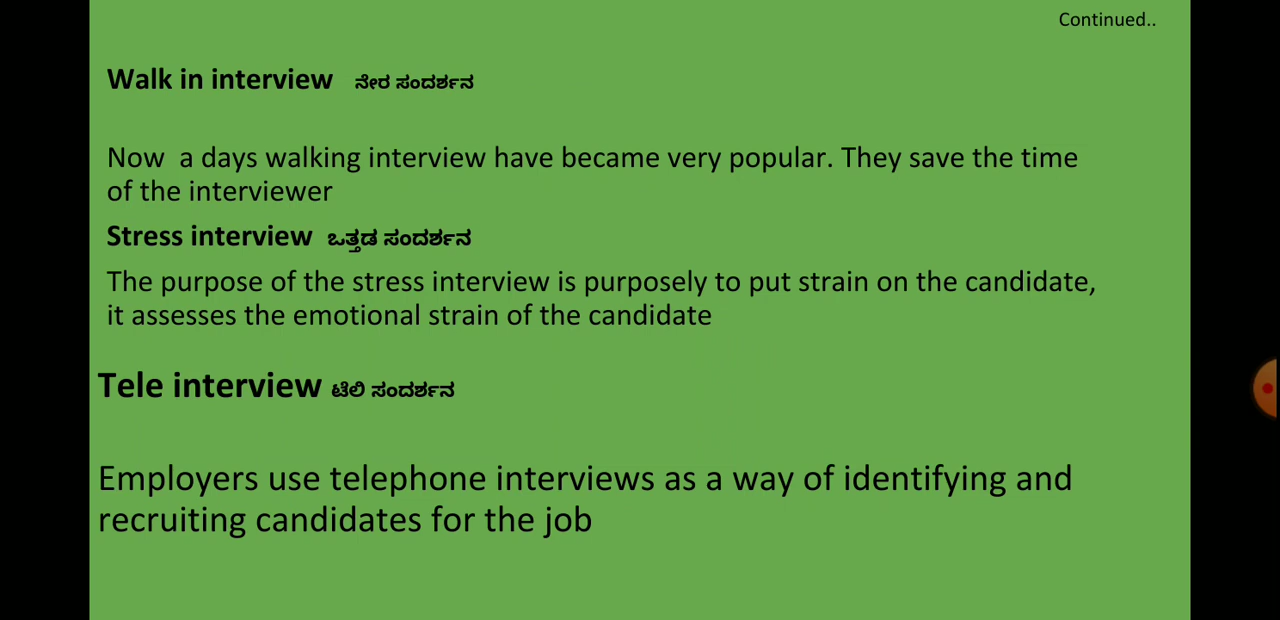 Continued..
Walk in interview ನೇರ ಸಂದರ್ಶನ
Now a days walking interview have became very popular. They save the time
of the interviewer
Stress interview ಒತ್ತಡ ಸಂದರ್ಶನ
The purpose of the stress interview is purposely to put strain on the candidate,
it assesses the emotional strain of the candidate
Tele interview ಟೆಲಿ ಸಂದರ್ಶನ
Employers use telephone interviews as a way of identifying and
recruiting candidates for the job